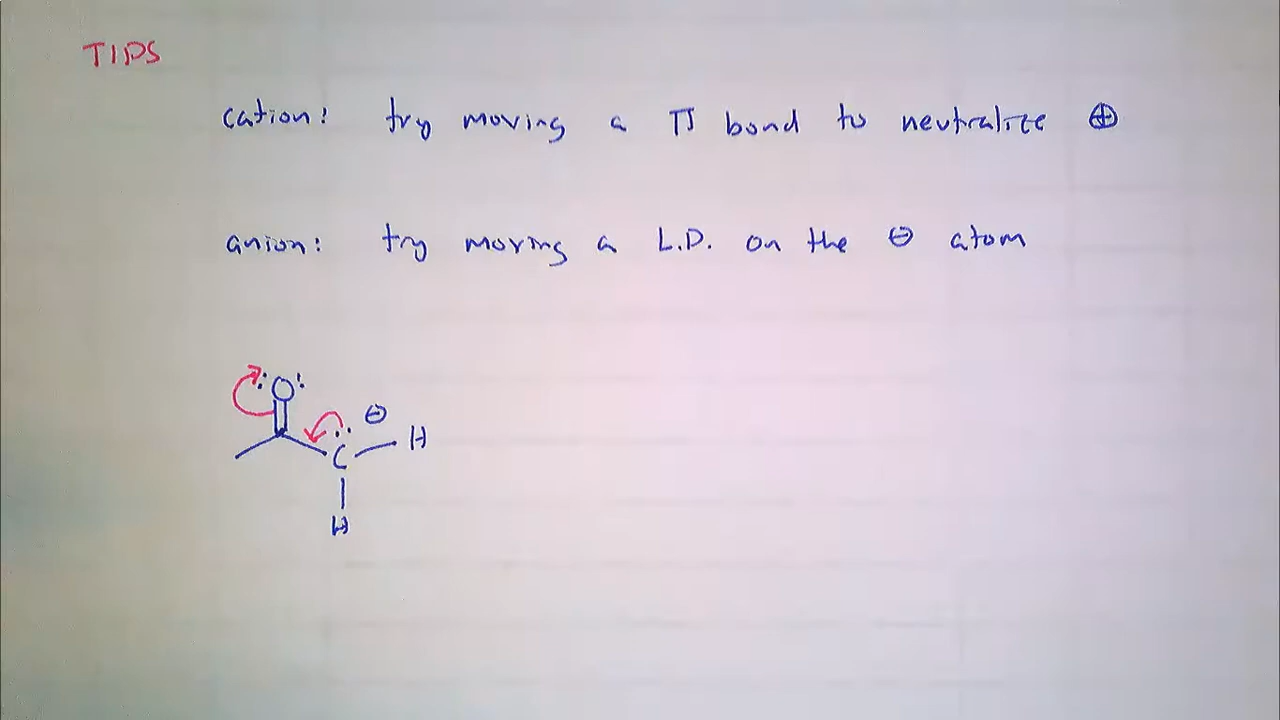 TIPS
cation: try moving a π bond to neutralize ⊕
anion: try moving a L.P. on the ⊖ atom
:O:
⊖
.. C H
H